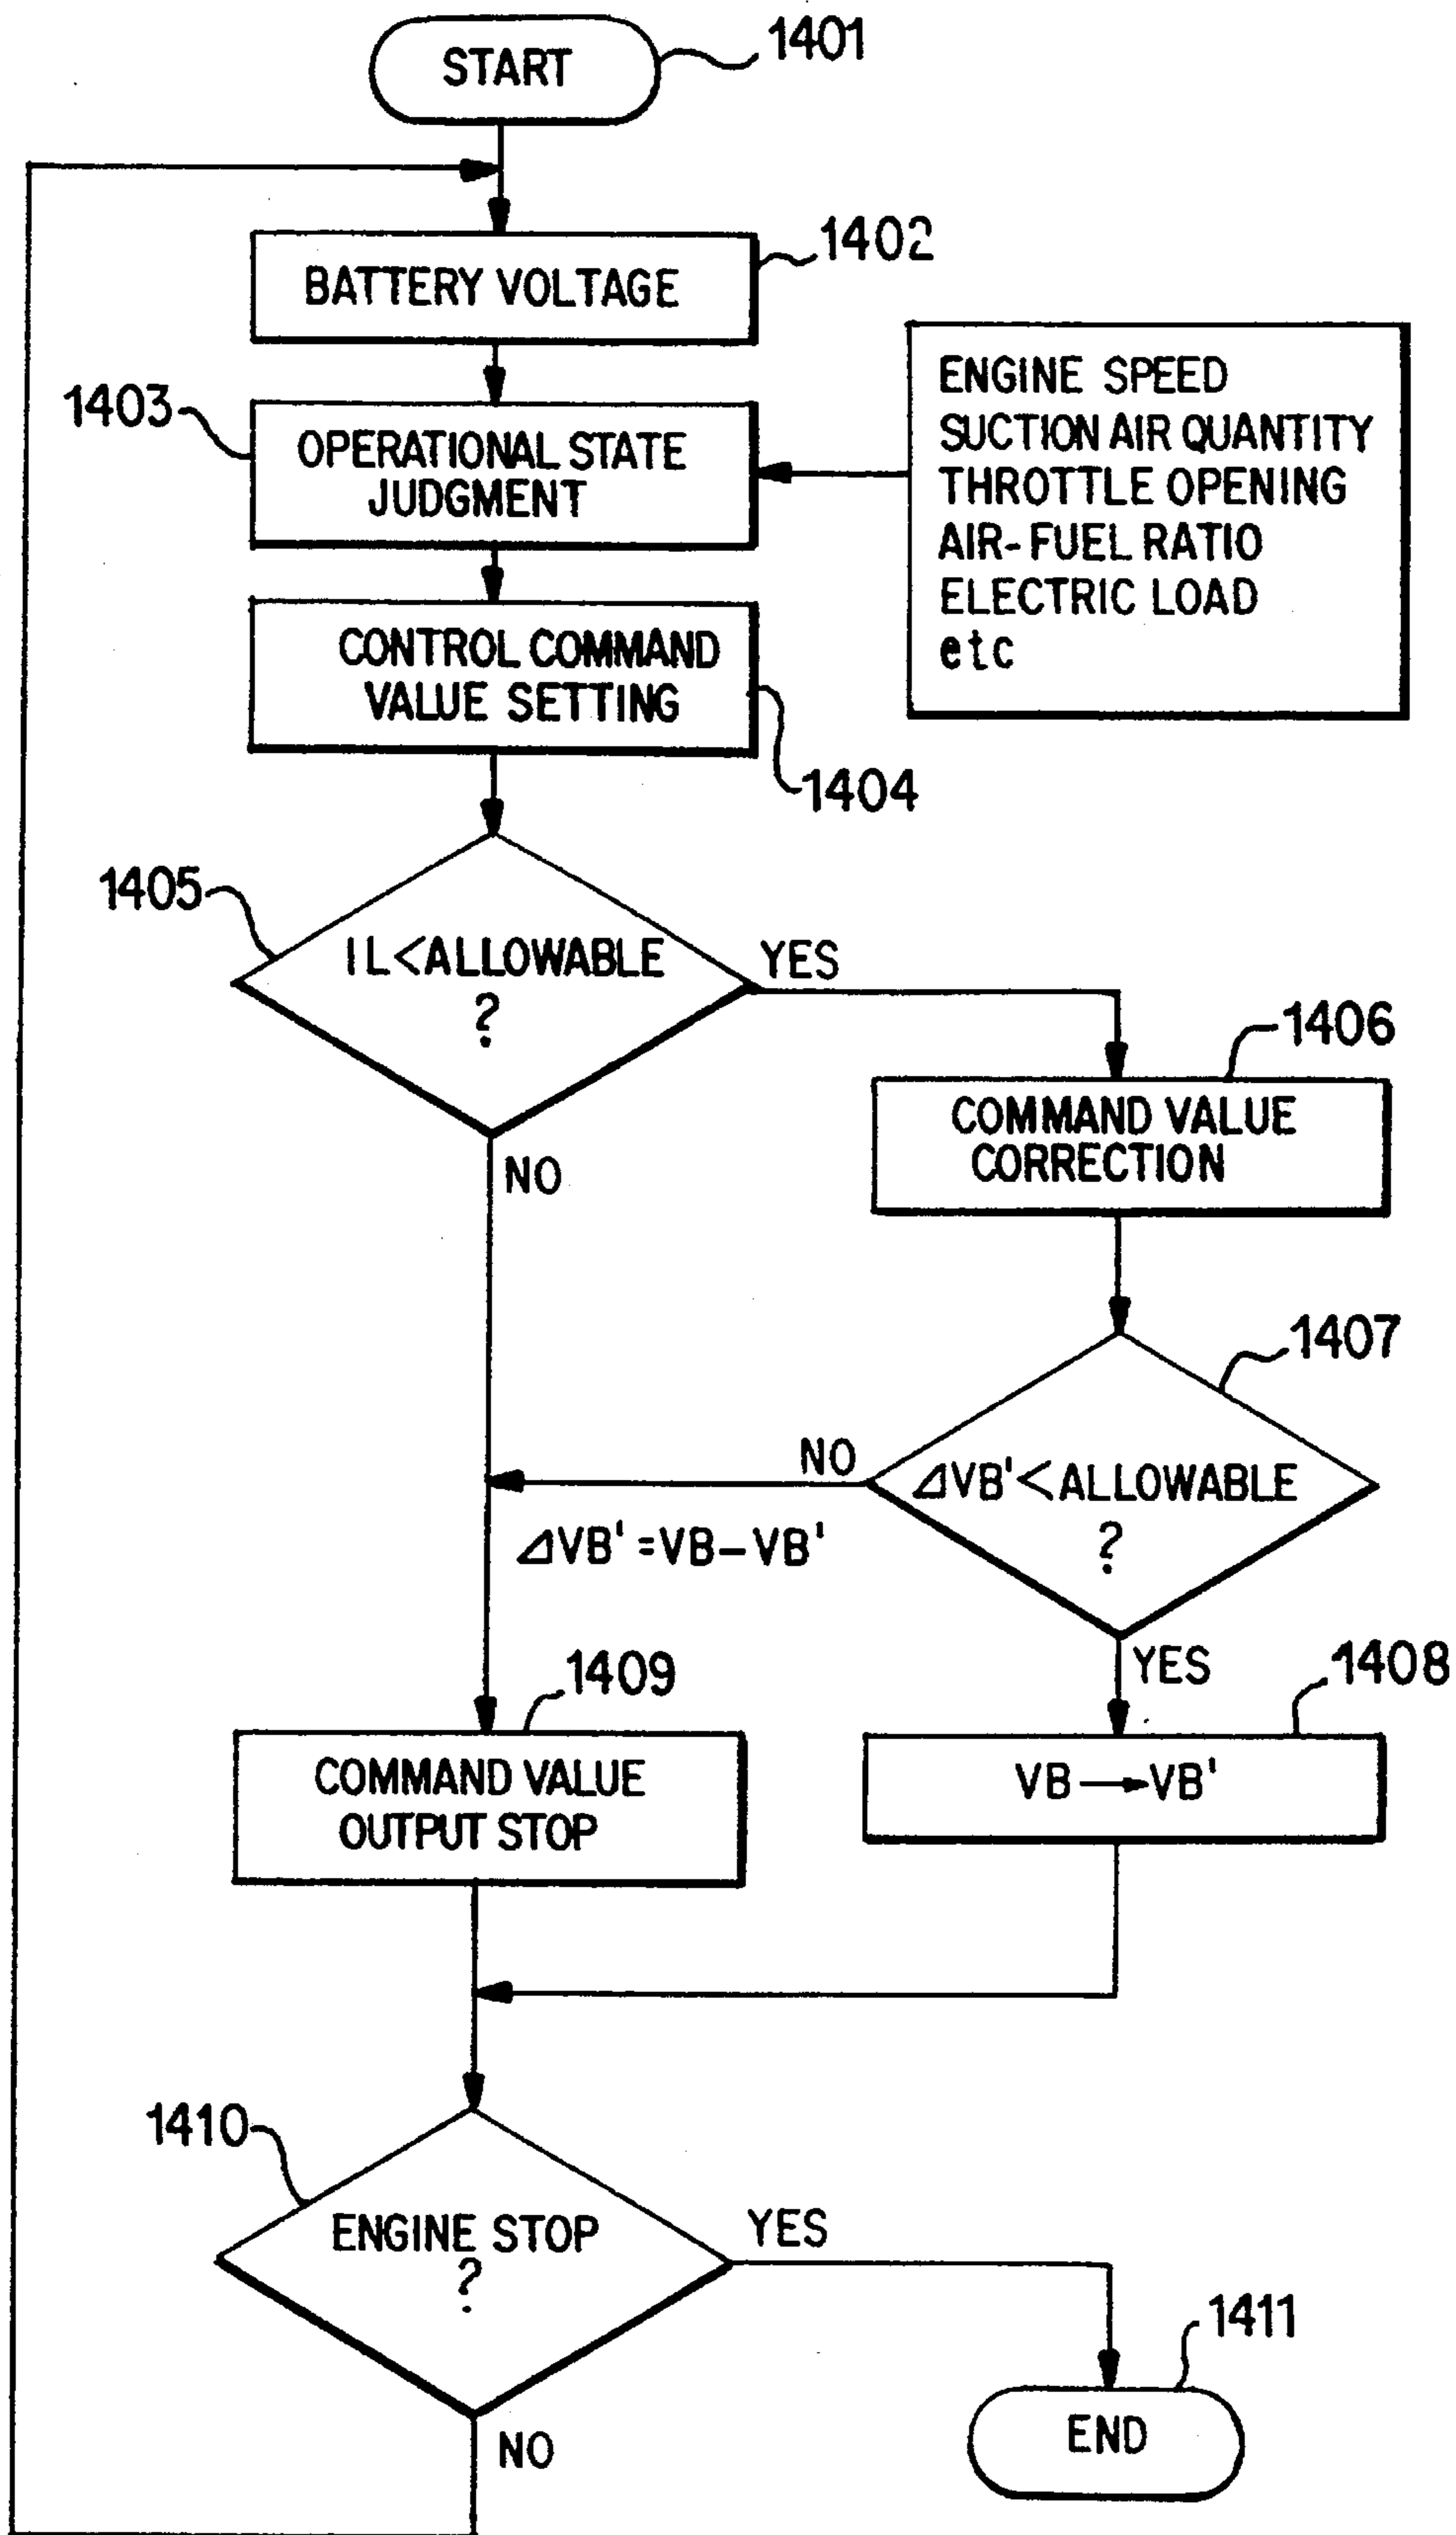 START
1401
BATTERY VOLTAGE
1402
1403
OPERATIONAL STATE
JUDGMENT
ENGINE SPEED
SUCTION AIR QUANTITY
THROTTLE OPENING
AIR-FUEL RATIO
ELECTRIC LOAD
etc
CONTROL COMMAND
VALUE SETTING
1404
1405
IL<ALLOWABLE
?
YES
NO
1406
COMMAND VALUE
CORRECTION
1407
ΔVB'<ALLOWABLE
?
NO
ΔVB'=VB-VB'
YES
1408
VB→VB'
1409
COMMAND VALUE
OUTPUT STOP
1410
ENGINE STOP
?
YES
NO
1411
END